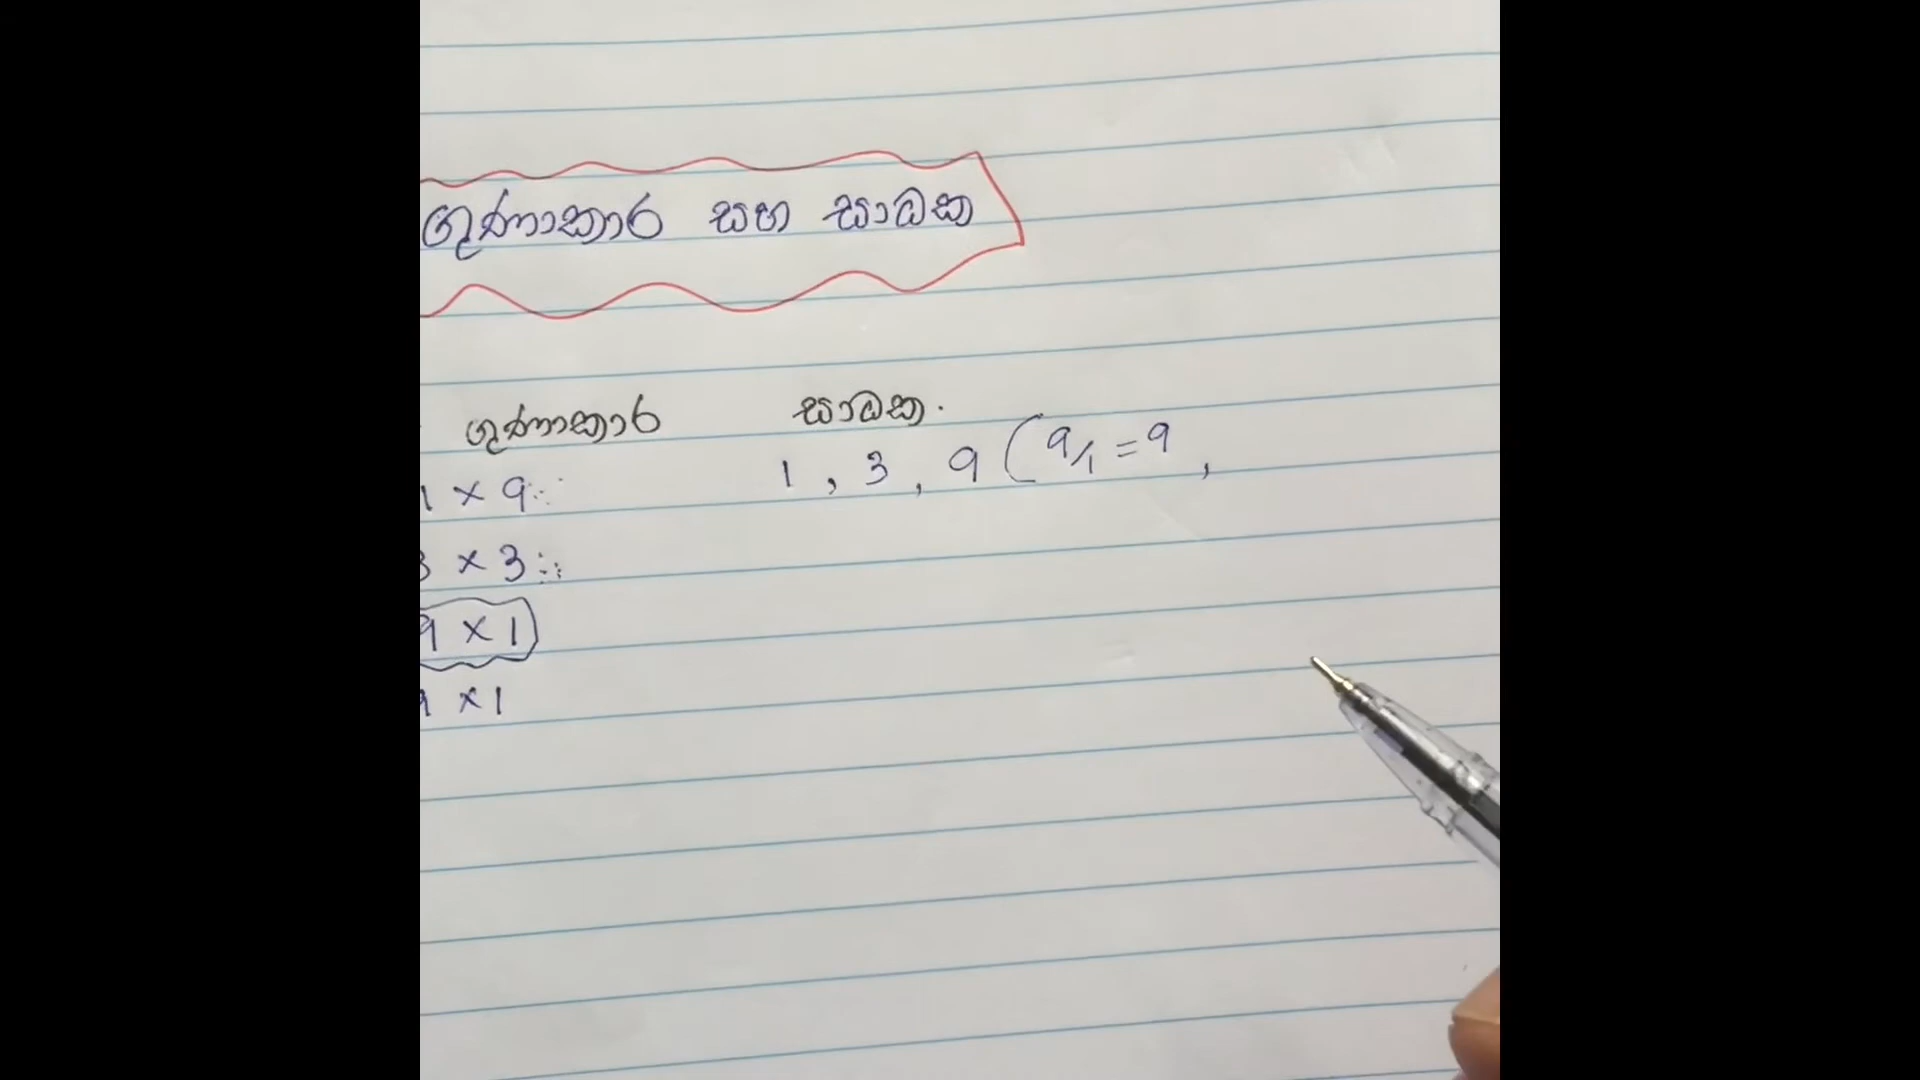 ගුණාකාර සහ සාධක
ගුණාකාර
සාධක.
1 , 3 , 9 ( 9/1 = 9 ,
1 × 9
3 × 3
9 × 1
9 × 1